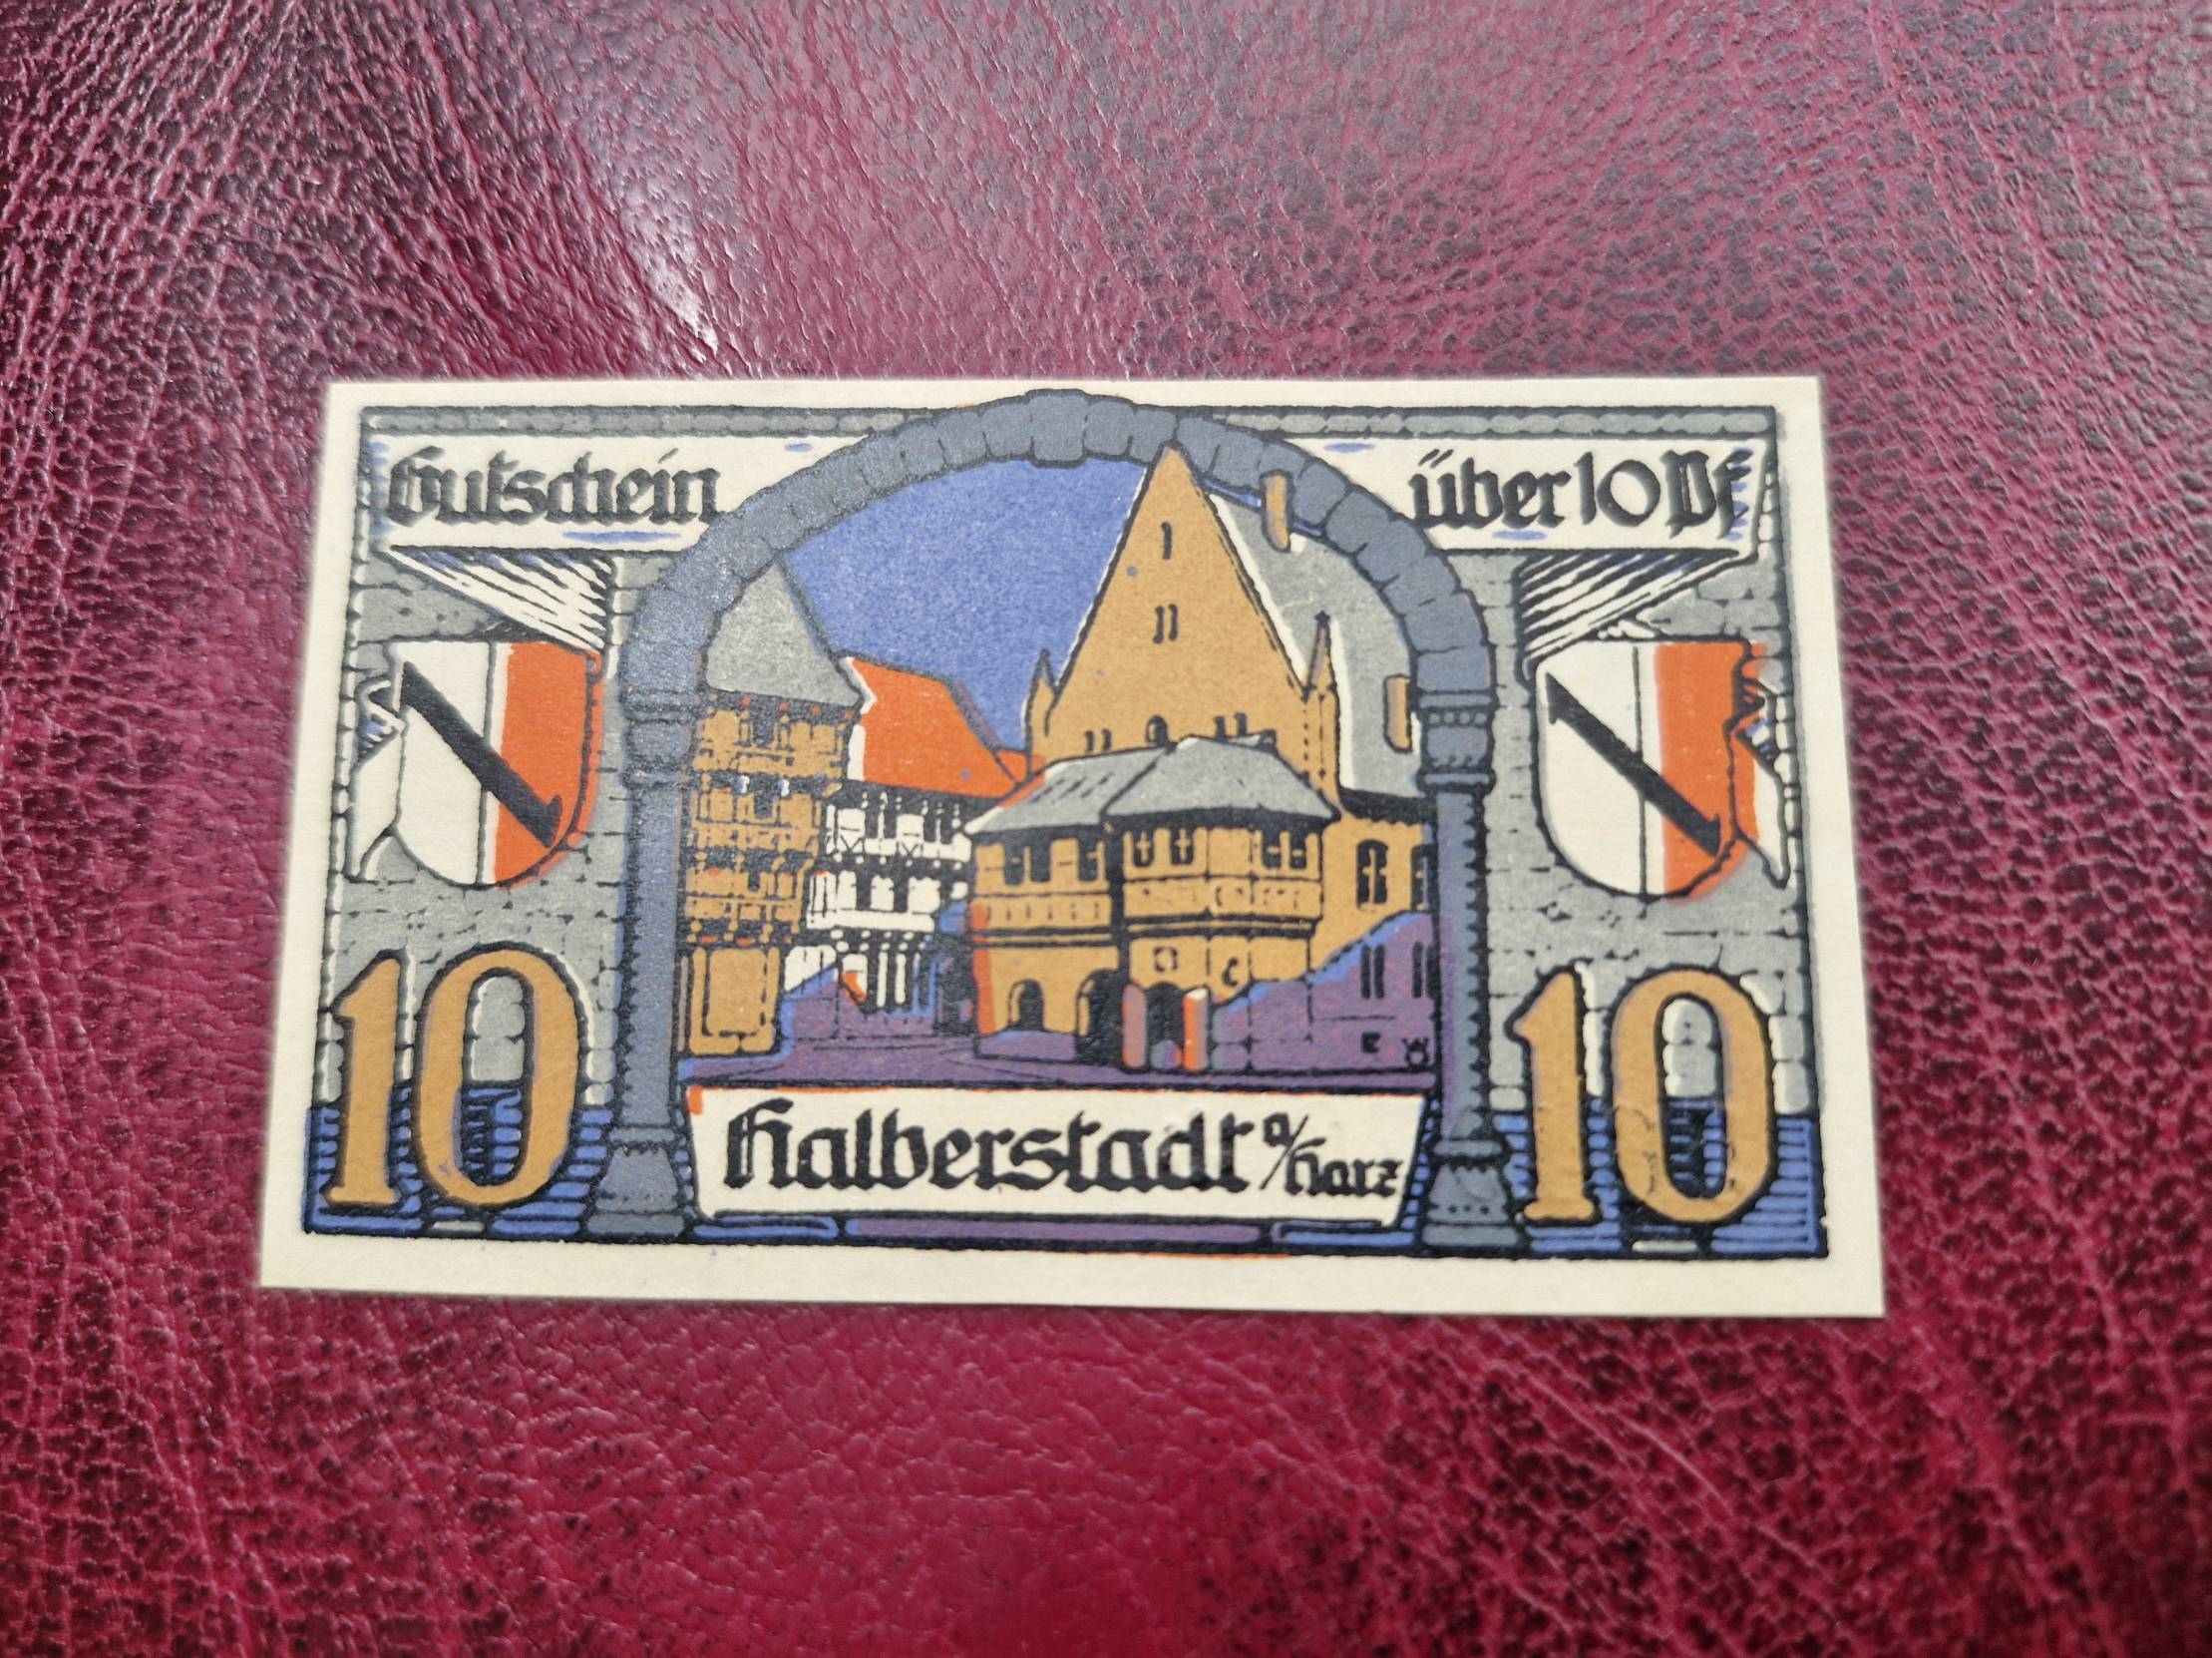 Gutschein
über 10 Pf
10
10
Halberstadt a/Harz